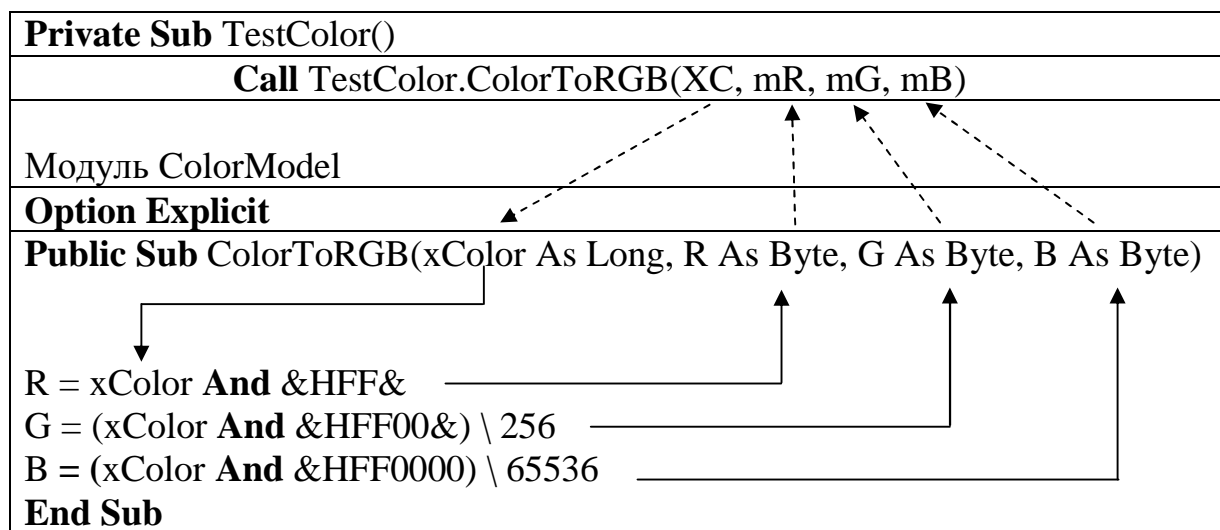 Private Sub TestColor()
Call TestColor.ColorToRGB(XC, mR, mG, mB)
Модуль ColorModel
Option Explicit
Public Sub ColorToRGB(xColor As Long, R As Byte, G As Byte, B As Byte)
R = xColor And &HFF&
G = (xColor And &HFF00&) \ 256
B = (xColor And &HFF0000) \ 65536
End Sub